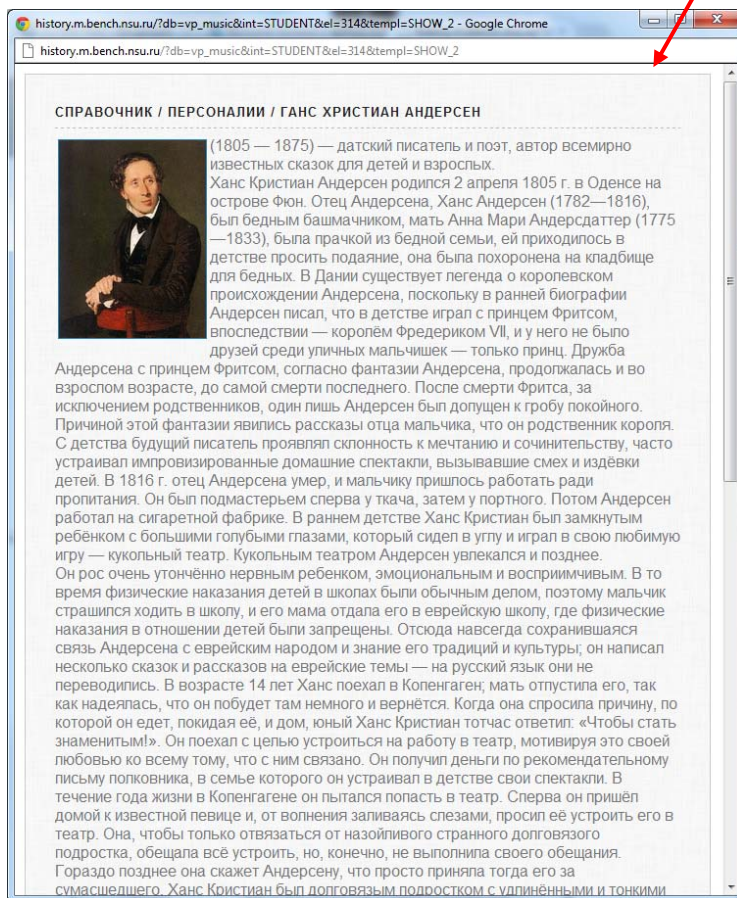 history.m.bench.nsu.ru/?db=vp_music&int=STUDENT&el=314&templ=SHOW_2 - Google Chrome
history.m.bench.nsu.ru/?db=vp_music&int=STUDENT&el=314&templ=SHOW_2
СПРАВОЧНИК / ПЕРСОНАЛИИ / ГАНС ХРИСТИАН АНДЕРСЕН
(1805 — 1875) — датский писатель и поэт, автор всемирно
известных сказок для детей и взрослых.
Ханс Кристиан Андерсен родился 2 апреля 1805 г. в Оденсе на
острове Фюн. Отец Андерсена, Ханс Андерсен (1782—1816),
был бедным башмачником, мать Анна Мари Андерсдаттер (1775
—1833), была прачкой из бедной семьи, ей приходилось в
детстве просить подаяние, она была похоронена на кладбище
для бедных. В Дании существует легенда о королевском
происхождении Андерсена, поскольку в ранней биографии
Андерсен писал, что в детстве играл с принцем Фритсом,
впоследствии — королём Фредериком VII, и у него не было
друзей среди уличных мальчишек — только принц. Дружба
Андерсена с принцем Фритсом, согласно фантазии Андерсена, продолжалась и во
взрослом возрасте, до самой смерти последнего. После смерти Фритса, за
исключением родственников, один лишь Андерсен был допущен к гробу покойного.
Причиной этой фантазии явились рассказы отца мальчика, что он родственник короля.
С детства будущий писатель проявлял склонность к мечтанию и сочинительству, часто
устраивал импровизированные домашние спектакли, вызывавшие смех и издёвки
детей. В 1816 г. отец Андерсена умер, и мальчику пришлось работать ради
пропитания. Он был подмастерьем сперва у ткача, затем у портного. Потом Андерсен
работал на сигаретной фабрике. В раннем детстве Ханс Кристиан был замкнутым
ребёнком с большими голубыми глазами, который сидел в углу и играл в свою любимую
игру — кукольный театр. Кукольным театром Андерсен увлекался и позднее.
Он рос очень утончённо нервным ребенком, эмоциональным и восприимчивым. В то
время физические наказания детей в школах были обычным делом, поэтому мальчик
страшился ходить в школу, и его мама отдала его в еврейскую школу, где физические
наказания в отношении детей были запрещены. Отсюда навсегда сохранившаяся
связь Андерсена с еврейским народом и знание его традиций и культуры; он написал
несколько сказок и рассказов на еврейские темы — на русский язык они не
переводились. В возрасте 14 лет Ханс поехал в Копенгаген; мать отпустила его, так
как надеялась, что он побудет там немного и вернётся. Когда она спросила причину, по
которой он едет, покидая её, и дом, юный Ханс Кристиан тотчас ответил: «Чтобы стать
знаменитым!». Он поехал с целью устроиться на работу в театр, мотивируя это своей
любовью ко всему тому, что с ним связано. Он получил деньги по рекомендательному
письму полковника, в семье которого он устраивал в детстве свои спектакли. В
течение года жизни в Копенгагене он пытался попасть в театр. Сперва он пришёл
домой к известной певице и, от волнения заливаясь слезами, просил её устроить его в
театр. Она, чтобы только отвязаться от назойливого странного долговязого
подростка, обещала всё устроить, но, конечно, не выполнила своего обещания.
Гораздо позднее она скажет Андерсену, что просто приняла тогда его за
сумасшедшего. Ханс Кристиан был долговязым подростком с удлинёнными и тонкими